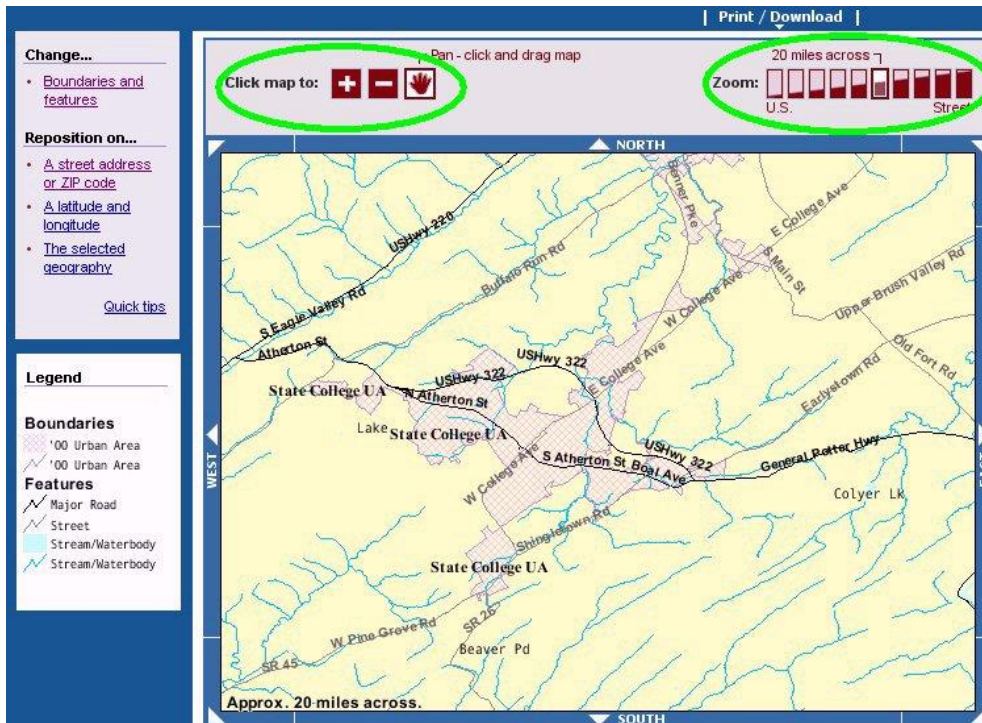 | Print / Download |
Change...
• Boundaries and
features
Reposition on...
• A street address
or ZIP code
• A latitude and
longitude
• The selected
geography
Quick tips
Legend
Boundaries
'00 Urban Area
'00 Urban Area
Features
Major Road
Street
Stream/Waterbody
Stream/Waterbody
Pan - click and drag map
Click map to:
20 miles across
Zoom:
U.S.
Street
NORTH
WEST
Benner Pke
E College Ave
USHwy 220
Buffalo Run Rd
S Main St
Upper Brush Valley Rd
S Eagle Valley Rd
W College Ave
Atherton St
Old Fort Rd
USHwy 322
USHwy 322
E College Ave
Earlystown Rd
State College UA
N Atherton St
Lake
State College UA
USHwy 322
General Potter Hwy
W College Ave
S Atherton St Boal Ave
Colyer Lk
Shingletown Rd
State College UA
SR 26
W Pine Grove Rd
Beaver Pd
SR 45
Approx. 20 miles across.
SOUTH